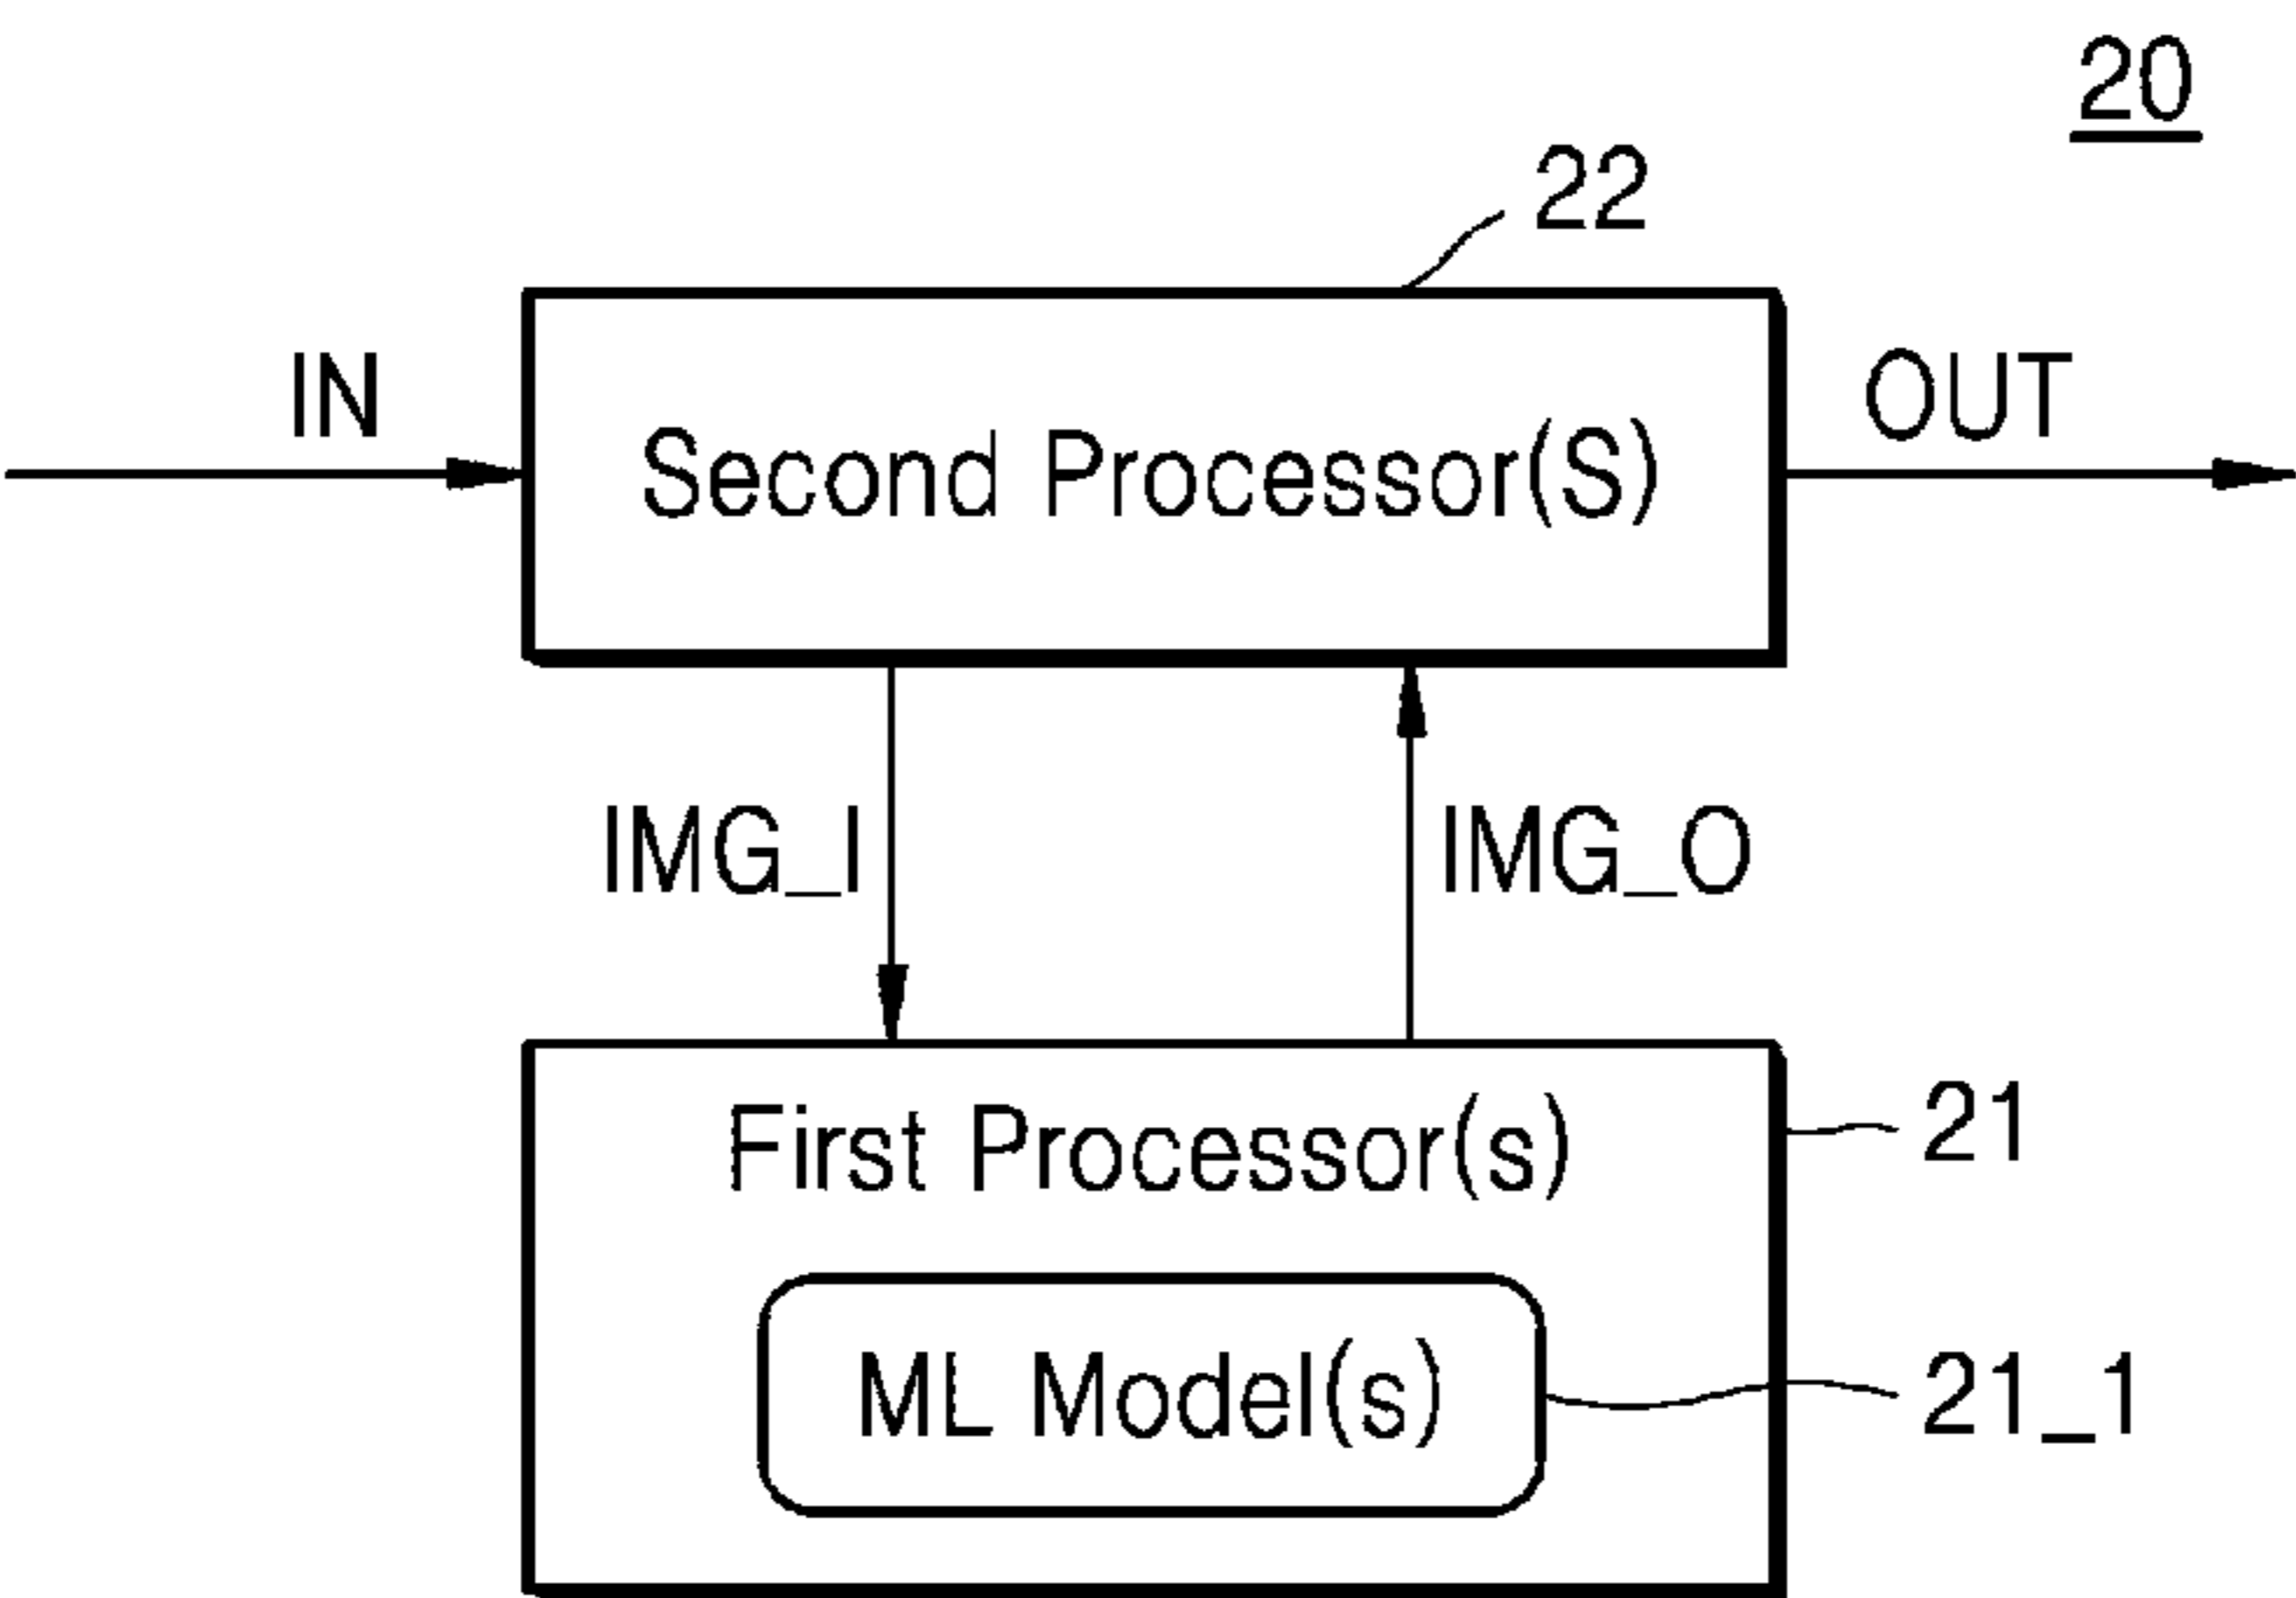 20
22
IN
OUT
Second Processor(S)
IMG_I
IMG_O
First Processor(s)
21
ML Model(s)
21_1